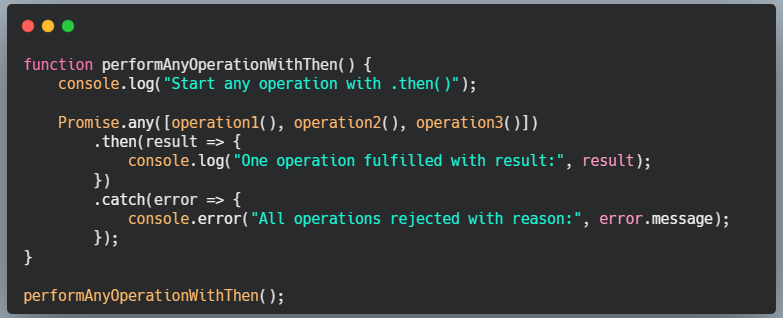 function performAnyOperationWithThen() {
    console.log("Start any operation with .then()");

    Promise.any([operation1(), operation2(), operation3()])
        .then(result => {
            console.log("One operation fulfilled with result:", result);
        })
        .catch(error => {
            console.error("All operations rejected with reason:", error.message);
        });
}

performAnyOperationWithThen();